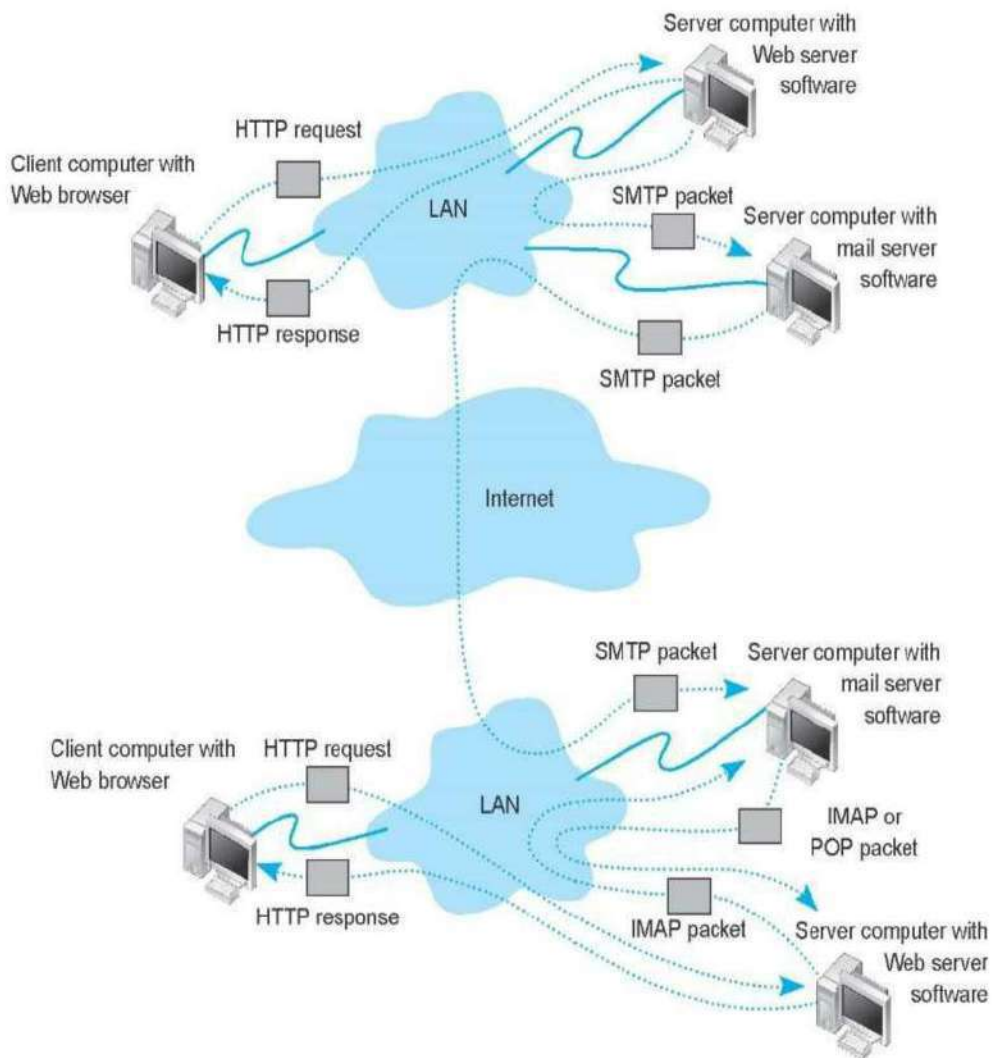 Server computer with
Web server
software
HTTP request
Client computer with
Web browser
LAN
SMTP packet
Server computer with
mail server
software
HTTP response
SMTP packet
Internet
SMTP packet
Server computer with
mail server
software
Client computer with
Web browser
HTTP request
LAN
IMAP or
POP packet
HTTP response
IMAP packet
Server computer with
Web server
software